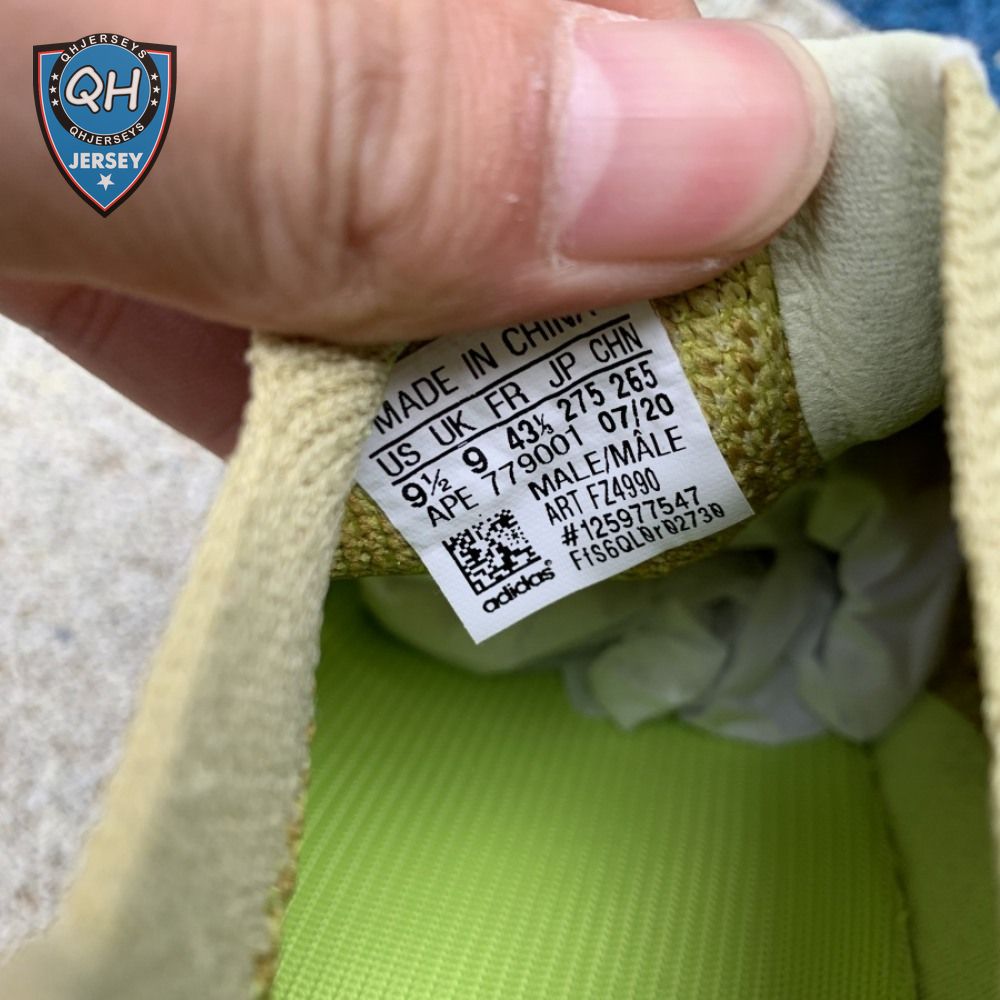 QHJERSEYS
QH
QHJERSEYS
JERSEY
MADE IN CHINA
US UK FR JP CHN
9½ 9 43⅓ 275 265
APE 779001 07/20
MALE/MÂLE
ART FZ4990
#125977547
FfS6QL0r02730
adidas®